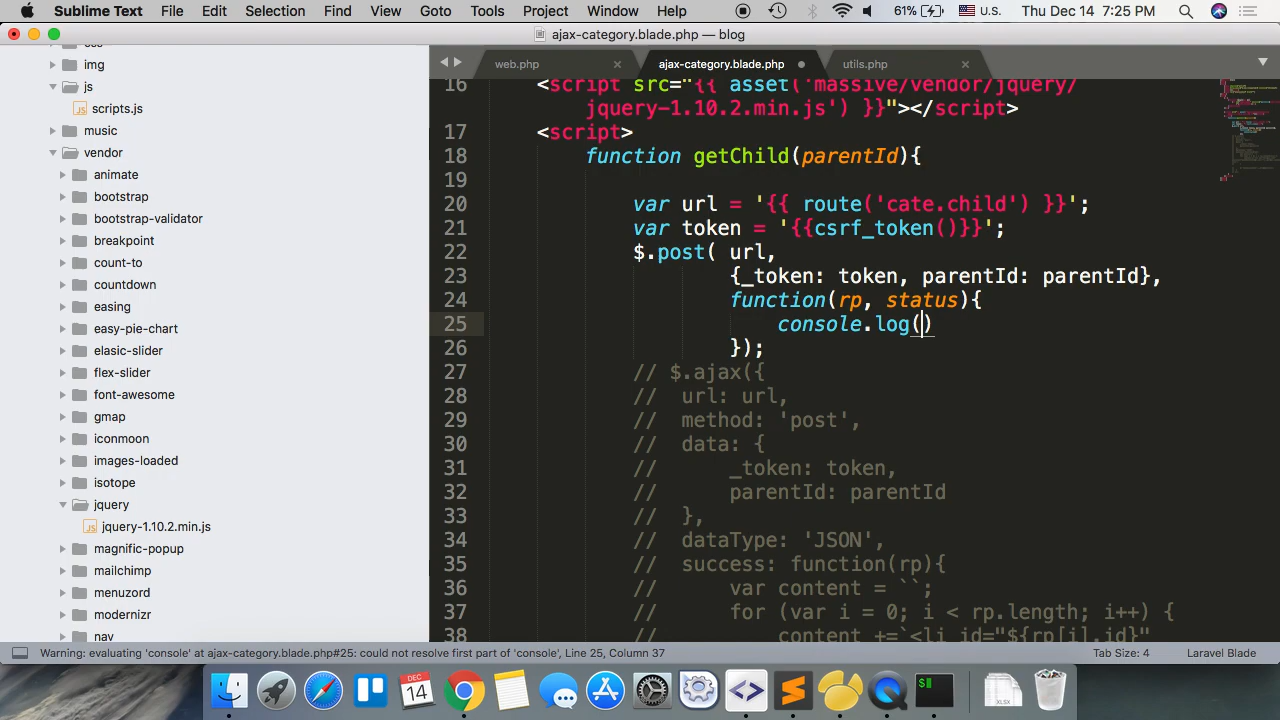 Sublime Text File Edit Selection Find View Goto Tools Project Window Help 61% U.S. Thu Dec 14 7:25 PM
ajax-category.blade.php — blog
img
js
scripts.js
music
vendor
animate
bootstrap
bootstrap-validator
breakpoint
count-to
countdown
easing
easy-pie-chart
elasic-slider
flex-slider
font-awesome
gmap
iconmoon
images-loaded
isotope
jquery
jquery-1.10.2.min.js
magnific-popup
mailchimp
menuzord
modernizr
nav
web.php ajax-category.blade.php utils.php
16 <script src="{{ asset('massive/vendor/jquery/
jquery-1.10.2.min.js') }}"></script>
17 <script>
18 function getChild(parentId){
19
20 var url = '{{ route('cate.child') }}';
21 var token = '{{csrf_token()}}';
22 $.post( url,
23 {_token: token, parentId: parentId},
24 function(rp, status){
25 console.log()
26 });
27 // $.ajax({
28 // url: url,
29 // method: 'post',
30 // data: {
31 // _token: token,
32 // parentId: parentId
33 // },
34 // dataType: 'JSON',
35 // success: function(rp){
36 // var content = ``;
37 // for (var i = 0; i < rp.length; i++) {
38 // content +=`<li id="${rp[i].id}"
Warning: evaluating 'console' at ajax-category.blade.php#25: could not resolve first part of 'console', Line 25, Column 37 Tab Size: 4 Laravel Blade
DEC
14
$
XLSX